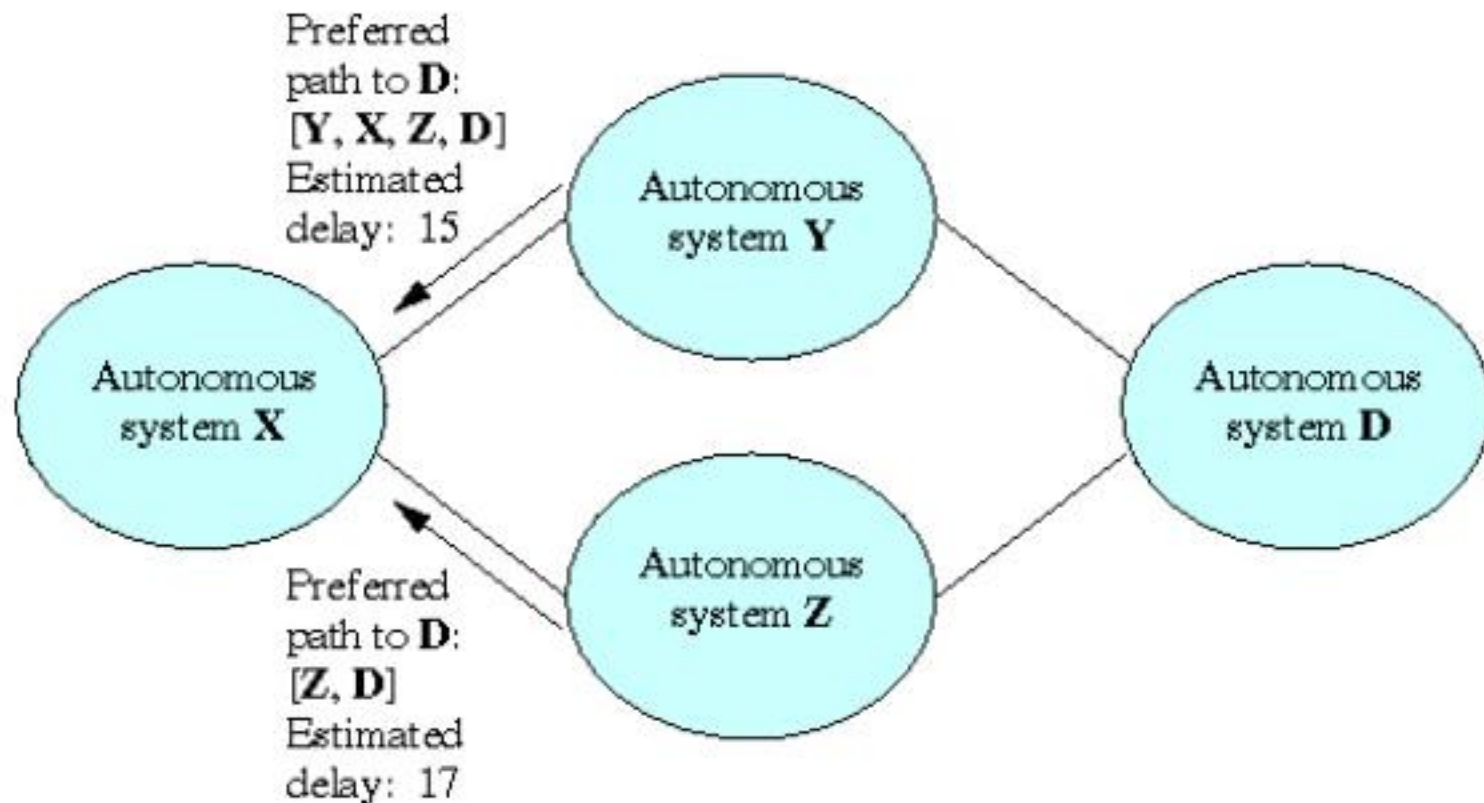 Preferred
path to D:
[Y, X, Z, D]
Estimated
delay: 15
Autonomous
system Y
Autonomous
system X
Autonomous
system D
Autonomous
system Z
Preferred
path to D:
[Z, D]
Estimated
delay: 17